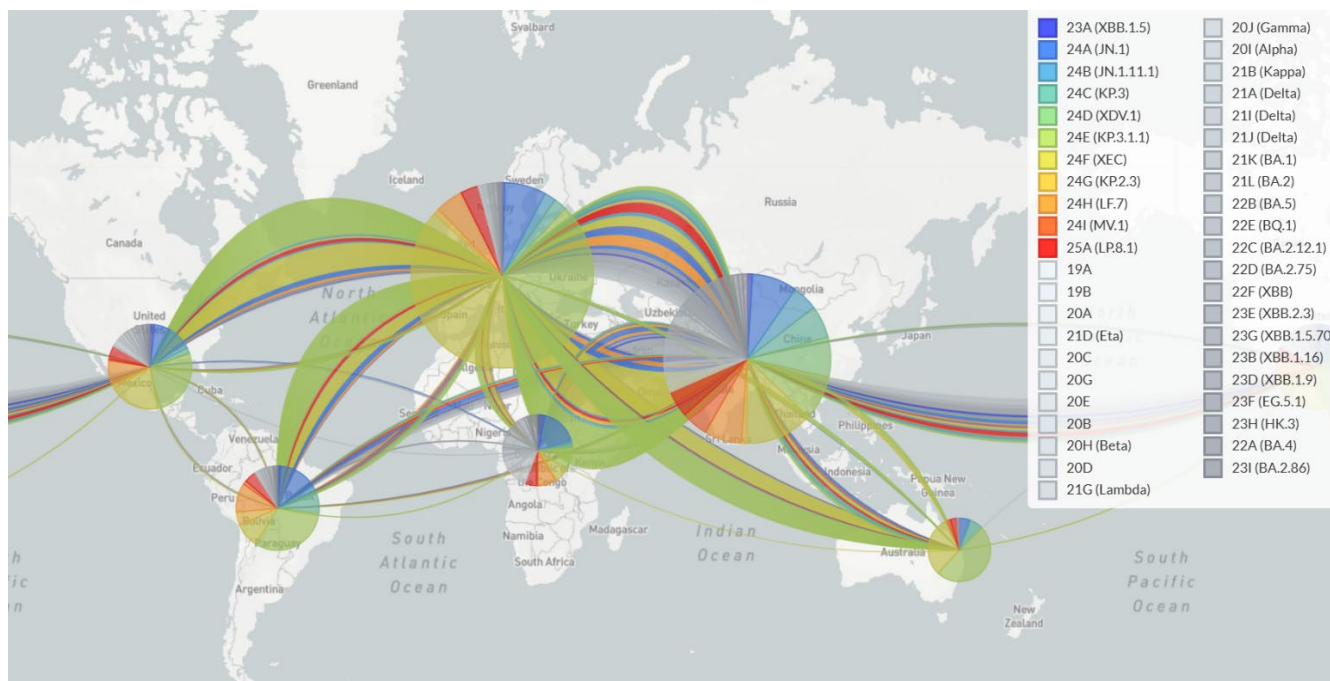 Svalbard
Greenland
Iceland
Sweden
Norway
Russia
Canada
Ukraine
Mongolia
United
States
North
Atlantic
Spain
Turkey
Uzbekistan
China
Japan
Mexico
Cuba
Algeria
Niger
Nigeria
Venezuela
Ecuador
Peru
Bolivia
Paraguay
Argentina
South
Atlantic
Ocean
DR Congo
Kenya
Angola
Namibia
South Africa
Madagascar
Sri Lanka
Thailand
Malaysia
Philippines
Indonesia
Papua New
Guinea
Indian
Ocean
Australia
New
Zealand
South
Pacific
Ocean
23A (XBB.1.5)
24A (JN.1)
24B (JN.1.11.1)
24C (KP.3)
24D (XDV.1)
24E (KP.3.1.1)
24F (XEC)
24G (KP.2.3)
24H (LF.7)
24I (MV.1)
25A (LP.8.1)
19A
19B
20A
21D (Eta)
20C
20G
20E
20B
20H (Beta)
20D
21G (Lambda)
20J (Gamma)
20I (Alpha)
21B (Kappa)
21A (Delta)
21I (Delta)
21J (Delta)
21K (BA.1)
21L (BA.2)
22B (BA.5)
22E (BQ.1)
22C (BA.2.12.1)
22D (BA.2.75)
22F (XBB)
23E (XBB.2.3)
23G (XBB.1.5.70
23B (XBB.1.16)
23D (XBB.1.9)
23F (EG.5.1)
23H (HK.3)
22A (BA.4)
23I (BA.2.86)